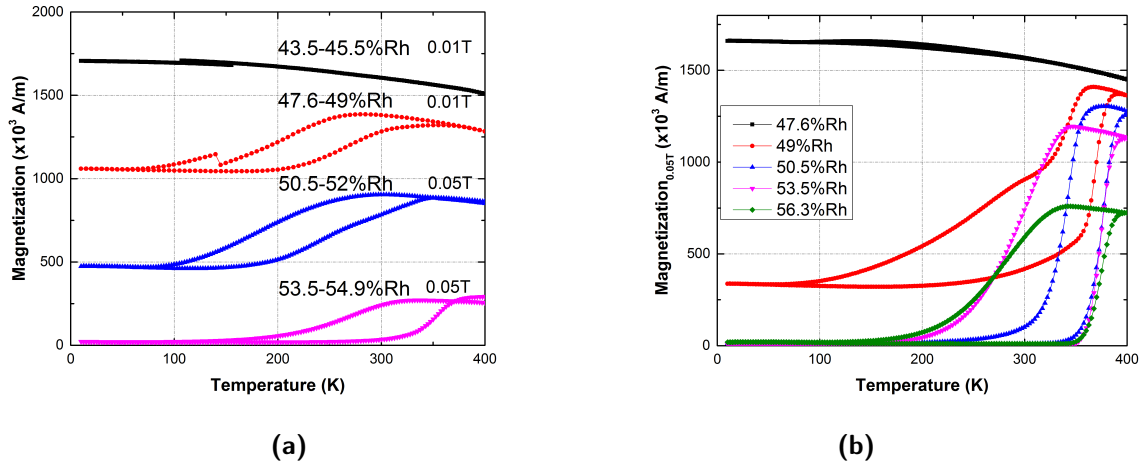 2000
1500
1000
500
0
0
100
200
300
400
Magnetization (x10³ A/m)
Temperature (K)
43.5-45.5%Rh 0.01T
47.6-49%Rh 0.01T
50.5-52%Rh 0.05T
53.5-54.9%Rh 0.05T
(a)
1500
1000
500
0
0
100
200
300
400
Magnetization0.05T (x10³ A/m)
Temperature (K)
47.6%Rh
49%Rh
50.5%Rh
53.5%Rh
56.3%Rh
(b)